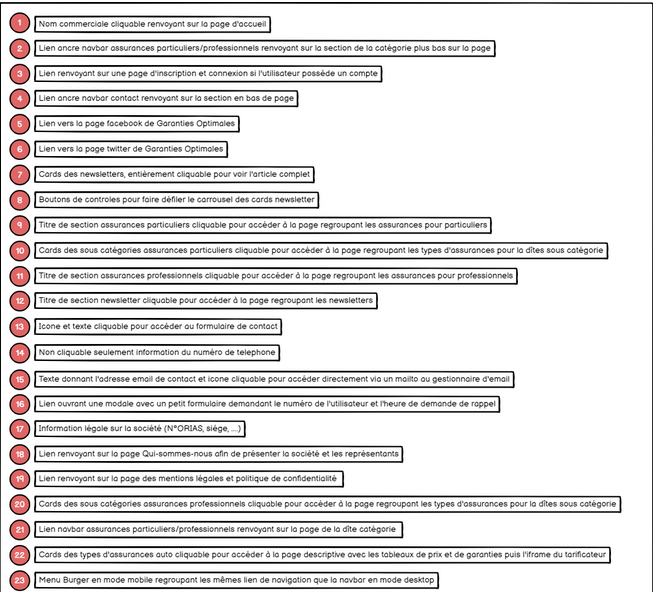 1 Nom commerciale cliquable renvoyant sur la page d'accueil
2 Lien ancre navbar assurances particuliers/professionnels renvoyant sur la section de la catégorie plus bas sur la page
3 Lien renvoyant sur une page d'inscription et connexion si l'utilisateur possède un compte
4 Lien ancre navbar contact renvoyant sur la section en bas de page
5 Lien vers la page facebook de Garanties Optimales
6 Lien vers la page twitter de Garanties Optimales
7 Cards des newsletters, entièrement cliquable pour voir l'article complet
8 Boutons de controles pour faire défiler le carrousel des cards newsletter
9 Titre de section assurances particuliers cliquable pour accéder à la page regroupant les assurances pour particuliers
10 Cards des sous catégories assurances particuliers cliquable pour accéder à la page regroupant les types d'assurances pour la dîtes sous catégorie
11 Titre de section assurances professionnels cliquable pour accéder à la page regroupant les assurances pour professionnels
12 Titre de section newsletter cliquable pour accéder à la page regroupant les newsletters
13 Icone et texte cliquable pour accéder au formulaire de contact
14 Non cliquable seulement information du numéro de telephone
15 Texte donnant l'adresse email de contact et icone cliquable pour accéder directement via un mailto au gestionnaire d'email
16 Lien ouvrant une modale avec un petit formulaire demandant le numéro de l'utilisateur et l'heure de demande de rappel
17 Information légale sur la société (N°ORIAS, siége, ...)
18 Lien renvoyant sur la page Qui-sommes-nous afin de présenter la société et les représentants
19 Lien renvoyant sur la page des mentions légales et politique de confidentialité
20 Cards des sous catégories assurances professionnels cliquable pour accéder à la page regroupant les types d'assurances pour la dîtes sous catégorie
21 Lien navbar assurances particuliers/professionnels renvoyant sur la page de la dîte catégorie
22 Cards des types d'assurances auto cliquable pour accéder à la page descriptive avec les tableaux de prix et de garanties puis l'iframe du tarificateur
23 Menu Burger en mode mobile regroupant les mêmes lien de navigation que la navbar en mode desktop